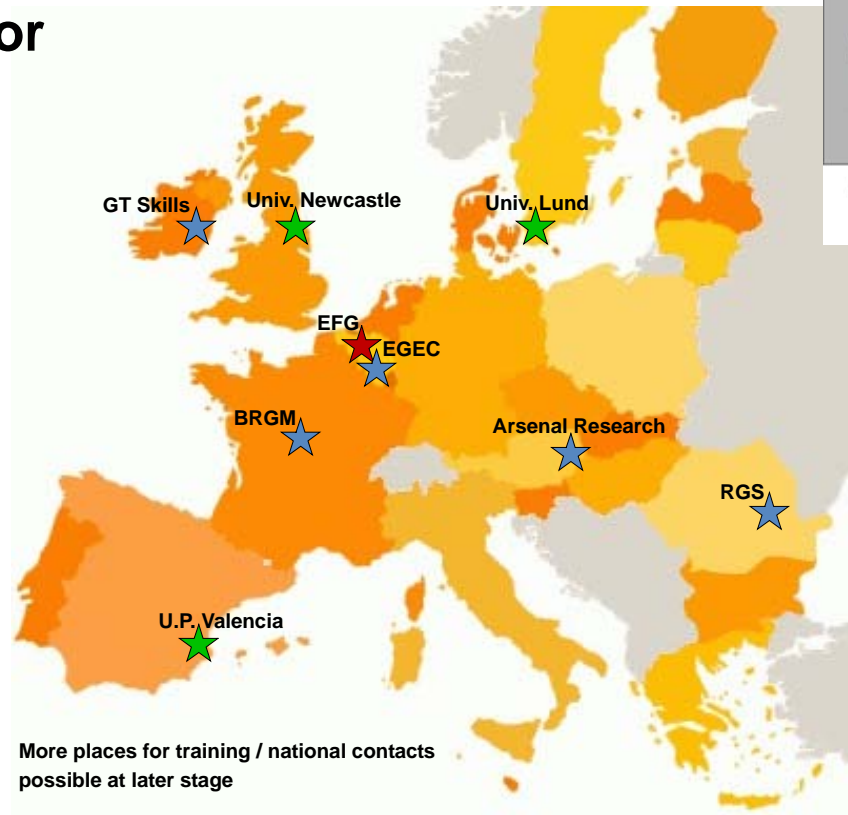 or
GT Skills
Univ. Newcastle
Univ. Lund
EFG
EGEC
BRGM
Arsenal Research
RGS
U.P. Valencia
More places for training / national contacts
possible at later stage